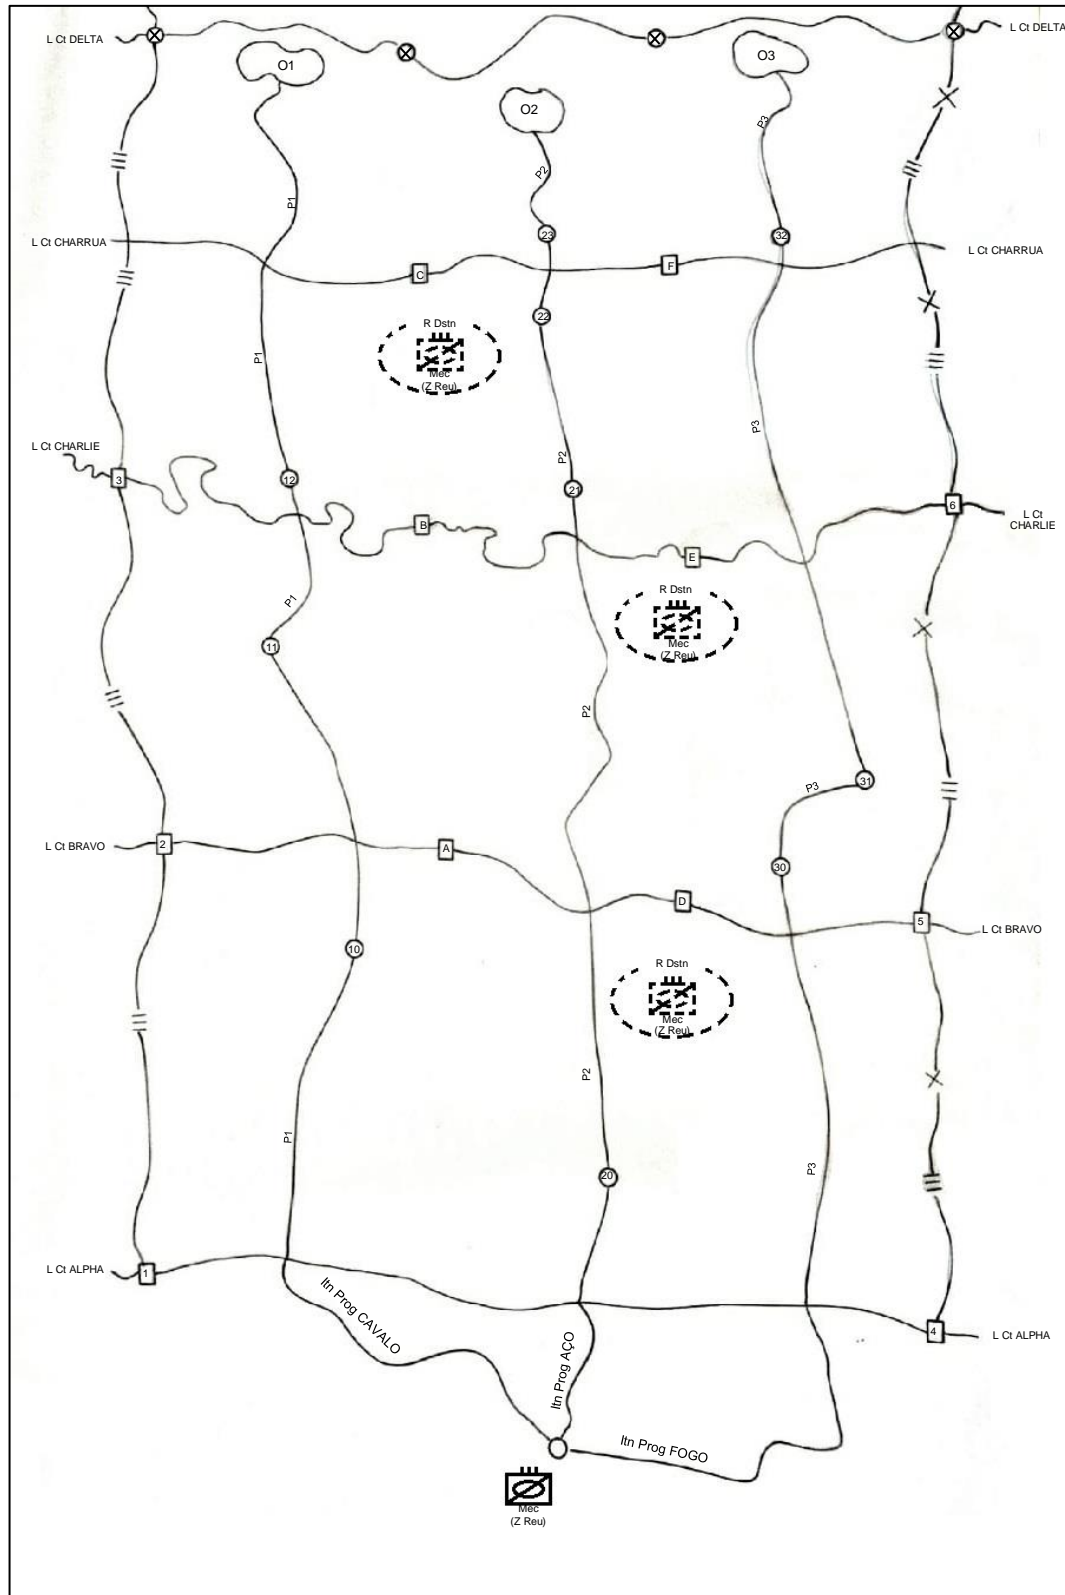 L Ct DELTA
L Ct DELTA
O1
O3
O2
P3
P2
P1
23
32
L Ct CHARRUA
L Ct CHARRUA
C
F
22
R Dstn
Mec
(Z Reu)
P1
P3
L Ct CHARLIE
P2
3
12
21
6
L Ct
CHARLIE
B
E
R Dstn
Mec
(Z Reu)
P1
11
P2
P3
31
L Ct BRAVO
2
A
30
D
5
L Ct BRAVO
10
R Dstn
Mec
(Z Reu)
P2
P1
P3
20
L Ct ALPHA
1
4
L Ct ALPHA
Itn Prog CAVALO
Itn Prog AÇO
Itn Prog FOGO
Mec
(Z Reu)